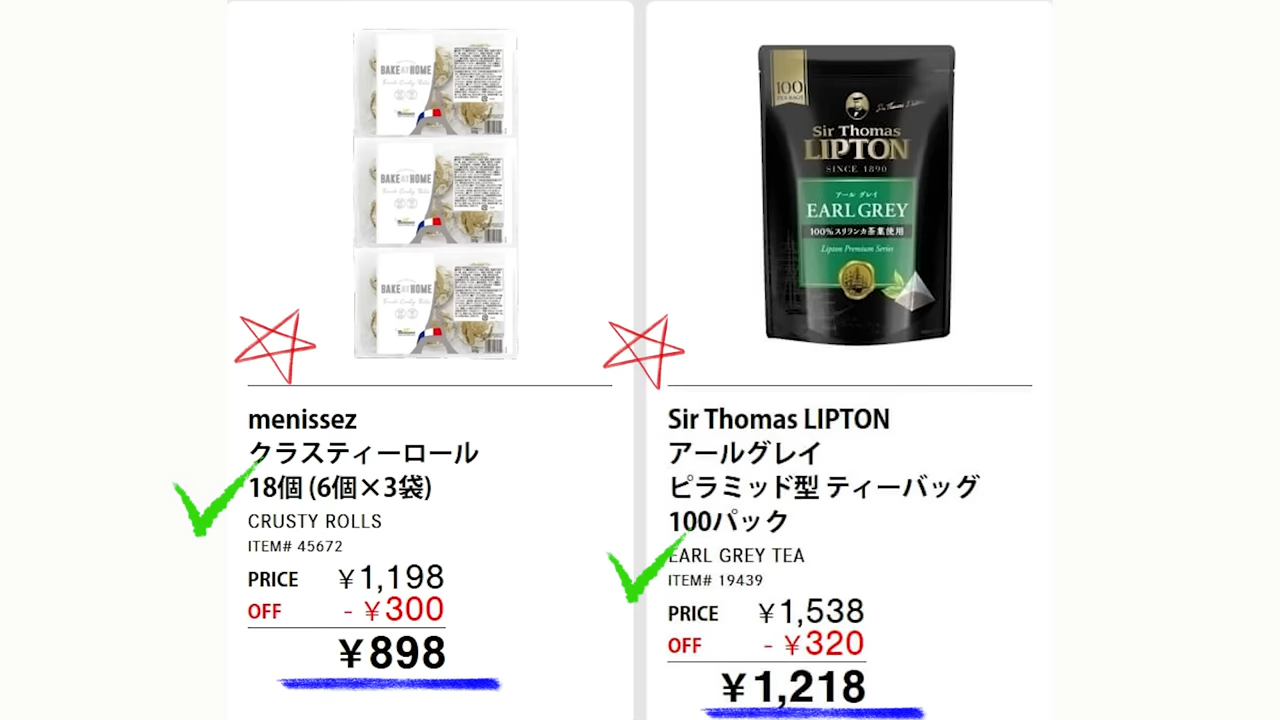 BAKE AT HOME
BAKE AT HOME
BAKE AT HOME
menissez
クラスティーロール
18個 (6個×3袋)
CRUSTY ROLLS
ITEM# 45672
PRICE ¥1,198
OFF - ¥300
¥898
100
Sir Thomas
LIPTON
SINCE 1890
アール グレイ
EARL GREY
100%スリランカ茶葉使用
Lipton Premium Series
Sir Thomas LIPTON
アールグレイ
ピラミッド型 ティーバッグ
100パック
EARL GREY TEA
ITEM# 19439
PRICE ¥1,538
OFF - ¥320
¥1,218